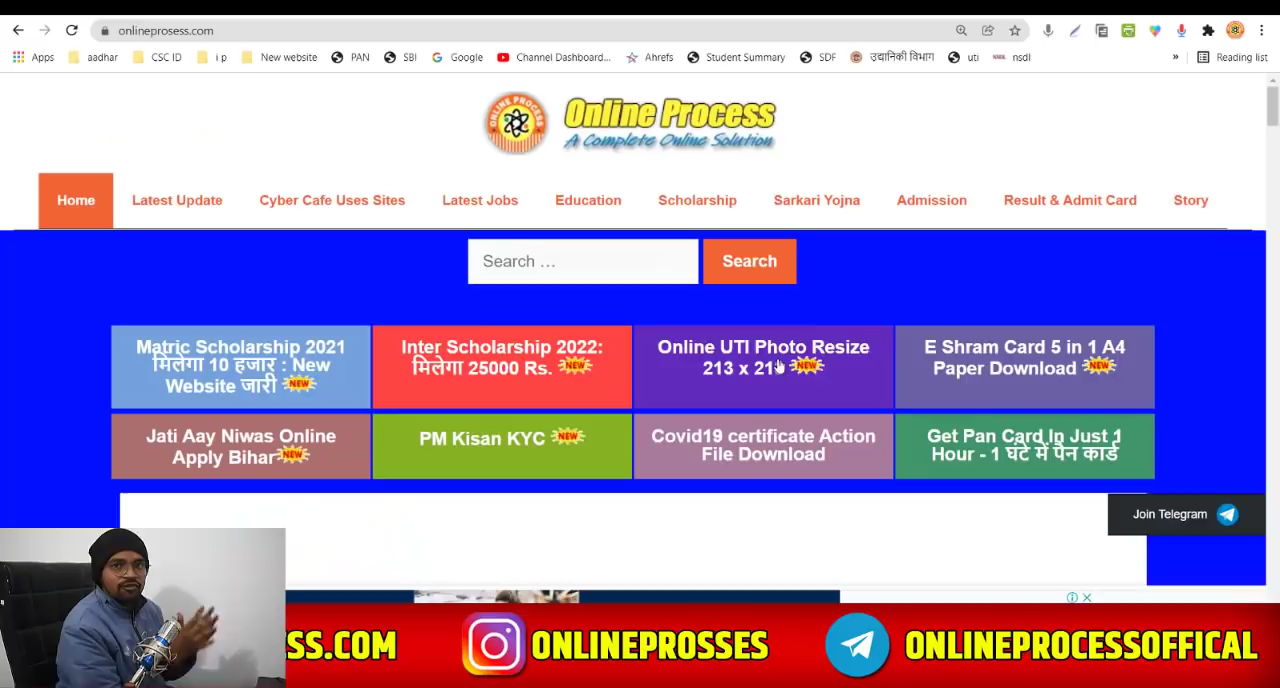 onlineprosess.com
Apps aadhar CSC ID i p New website PAN SBI Google Channel Dashboard... Ahrefs Student Summary SDF उद्यानिकी विभाग uti NSDL nsdl » Reading list
ONLINE PROCESS
Online Process
A Complete Online Solution
Home Latest Update Cyber Cafe Uses Sites Latest Jobs Education Scholarship Sarkari Yojna Admission Result & Admit Card Story
Search ... Search
Matric Scholarship 2021
मिलेगा 10 हजार : New
Website जारी NEW
Inter Scholarship 2022:
मिलेगा 25000 Rs. NEW
Online UTI Photo Resize
213 x 21 NEW
E Shram Card 5 in 1 A4
Paper Download NEW
Jati Aay Niwas Online
Apply Bihar NEW
PM Kisan KYC NEW
Covid19 certificate Action
File Download
Get Pan Card In Just 1
Hour - 1 घंटे में पैन कार्ड
Join Telegram
SS.COM ONLINEPROSSES ONLINEPROCESSOFFICAL